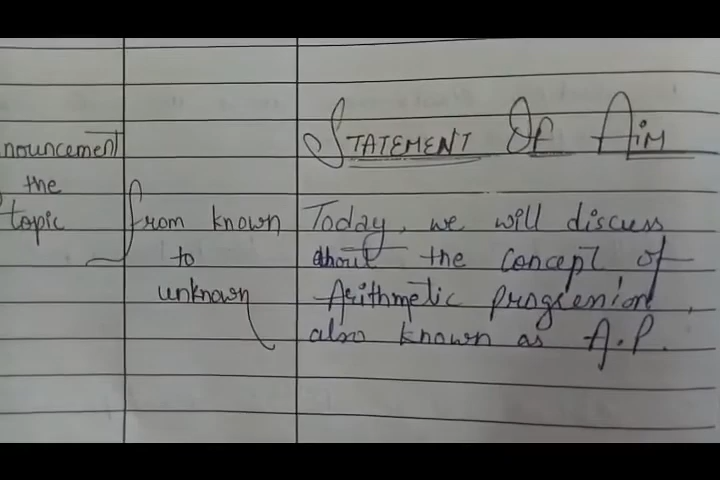 nouncement
the
topic
from known
to
unknown
STATEMENT OF AIM
Today, we will discuss
about the concept of
Arithmetic progression,
also known as A.P.